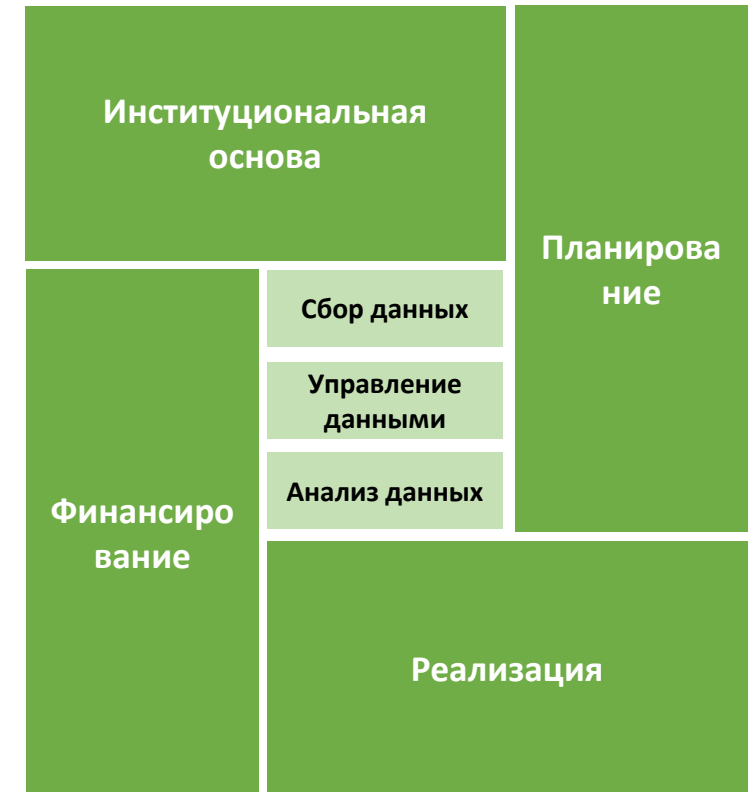 Институциональная
основа
Планирова
ние
Сбор данных
Управление
данными
Анализ данных
Финансиро
вание
Реализация